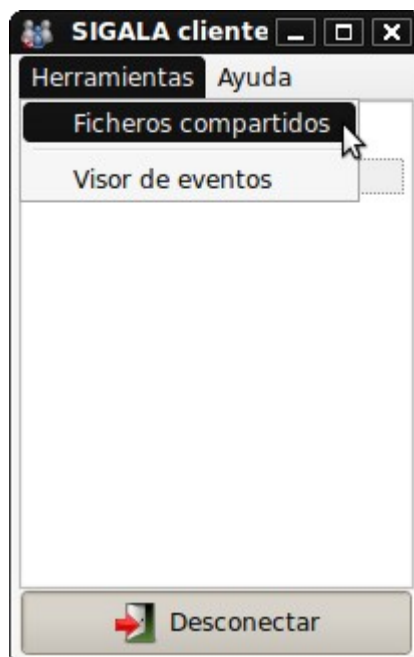 SIGALA cliente
Herramientas Ayuda
Ficheros compartidos
Visor de eventos
Desconectar